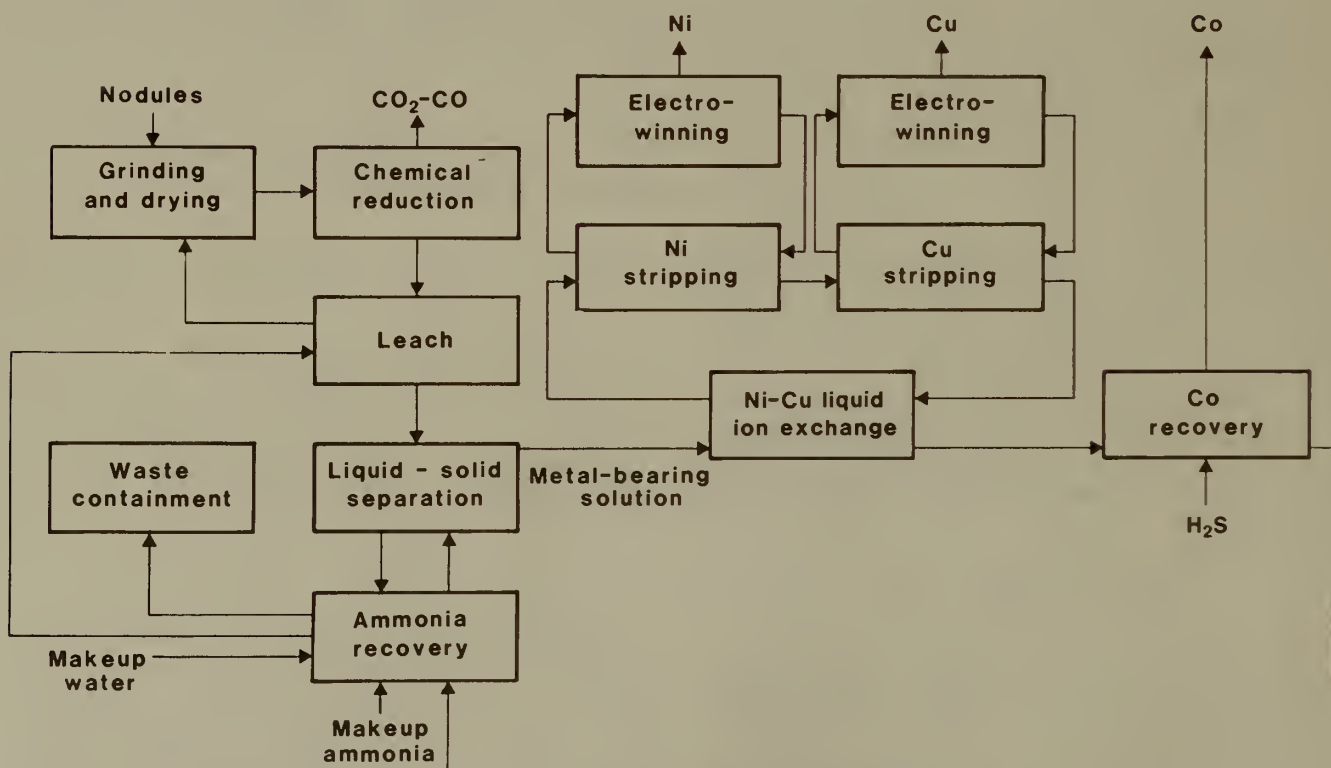 Ni
Cu
Co
Nodules
CO₂-CO
Electro-
winning
Electro-
winning
Grinding
and drying
Chemical
reduction
Ni
stripping
Cu
stripping
Leach
Ni-Cu liquid
ion exchange
Co
recovery
Waste
containment
Liquid - solid
separation
Metal-bearing
solution
H₂S
Ammonia
recovery
Makeup
water
Makeup
ammonia